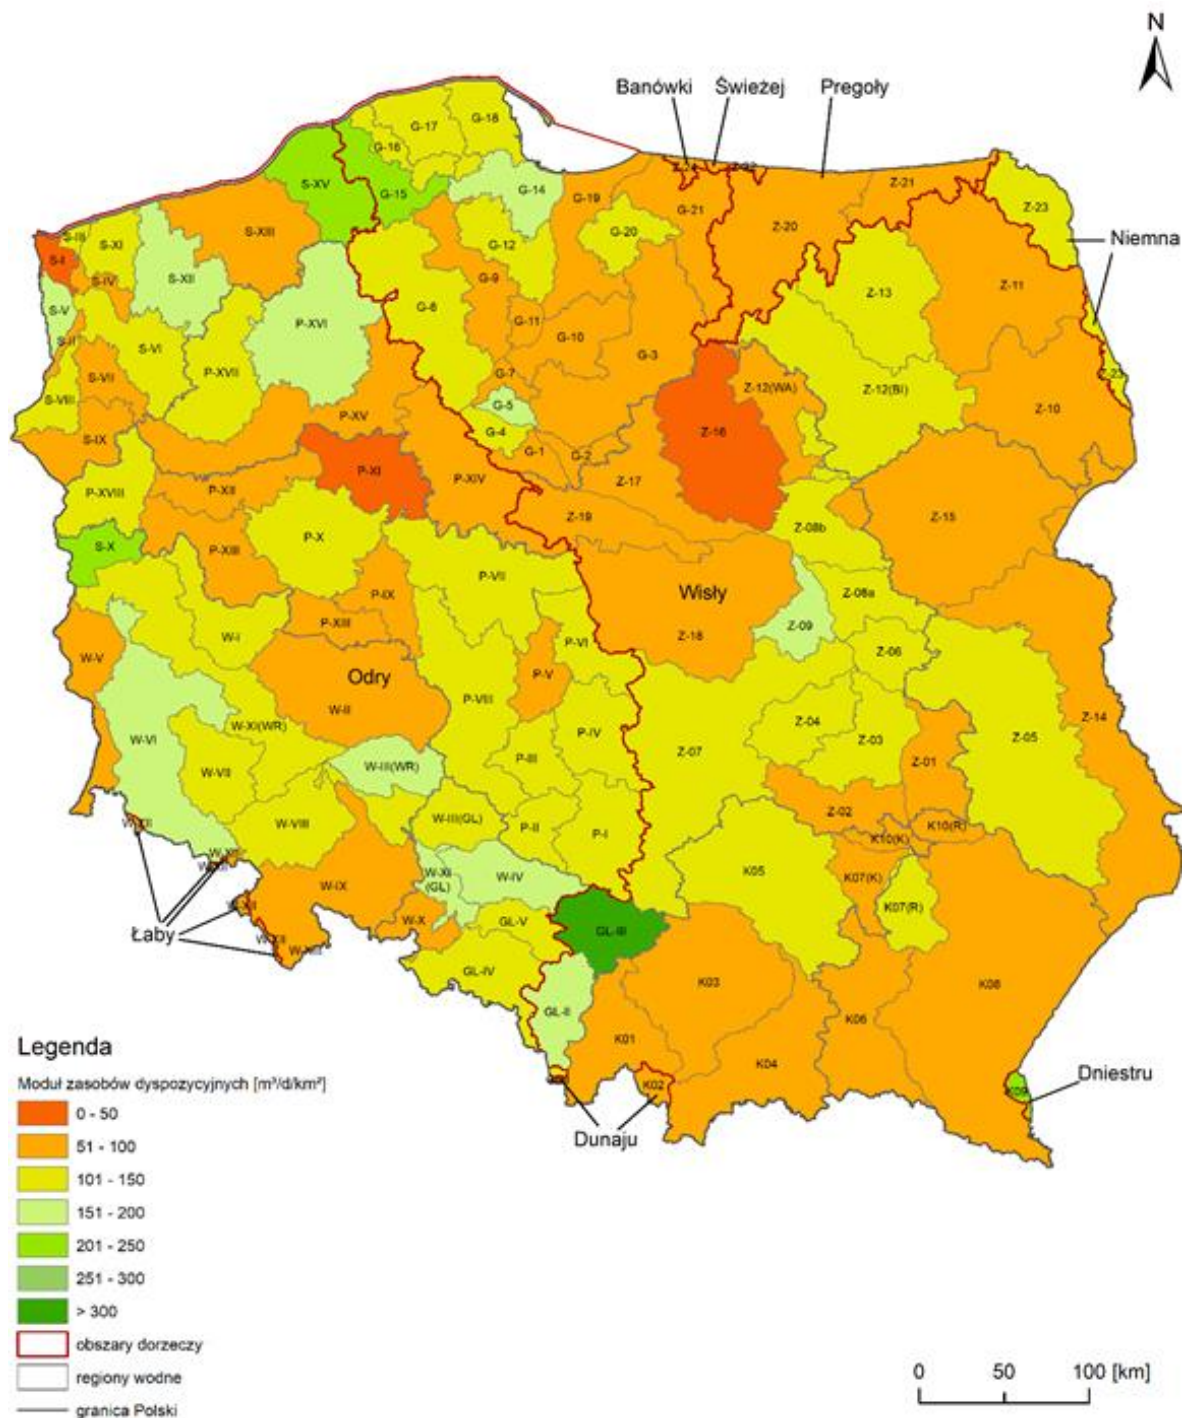 N
Banówki Świeżej Pregoły
G-17 G-18
G-16
S-XV G-15 G-14 G-19 Z-21
Z-23
S-III S-XI S-XIII G-21 Z-20
G-12 G-20
Niemna
S-I S-IV S-XII G-9 Z-13 Z-11
S-V P-XVI G-8 G-11 G-10
S-II S-VI G-3
S-VII P-XVII G-7 Z-12(WA) Z-12(BI)
S-VIII G-5 Z-10
S-IX P-XV G-4 Z-16
P-XI G-1 G-2
P-XVIII P-XII P-XIV Z-17
Z-19 Z-15
S-X P-XIII P-X Z-08b
P-VII
P-IX Wisły Z-08a
P-XIII
W-I P-VI Z-18 Z-09 Z-06
W-V Odry P-V
W-II P-VIII Z-04 Z-14
W-XI(WR) P-IV Z-03 Z-05
W-VI Z-07
W-VII W-III(WR) P-III Z-01
Z-02
W-XII W-VIII W-III(GL) P-II P-I K10(R)
K10(K)
W-XI (GL) W-IV K05 K07(K)
W-IX K07(R)
W-X GL-V GL-III
Łaby
W-XII
GL-IV GL-II K03 K08
K01 K06
K04
K02 K09 Dniestru
Dunaju
Legenda
Moduł zasobów dyspozycyjnych [m³/d/km²]
0 - 50
51 - 100
101 - 150
151 - 200
201 - 250
251 - 300
> 300
obszary dorzeczy
regiony wodne
granica Polski
0 50 100 [km]